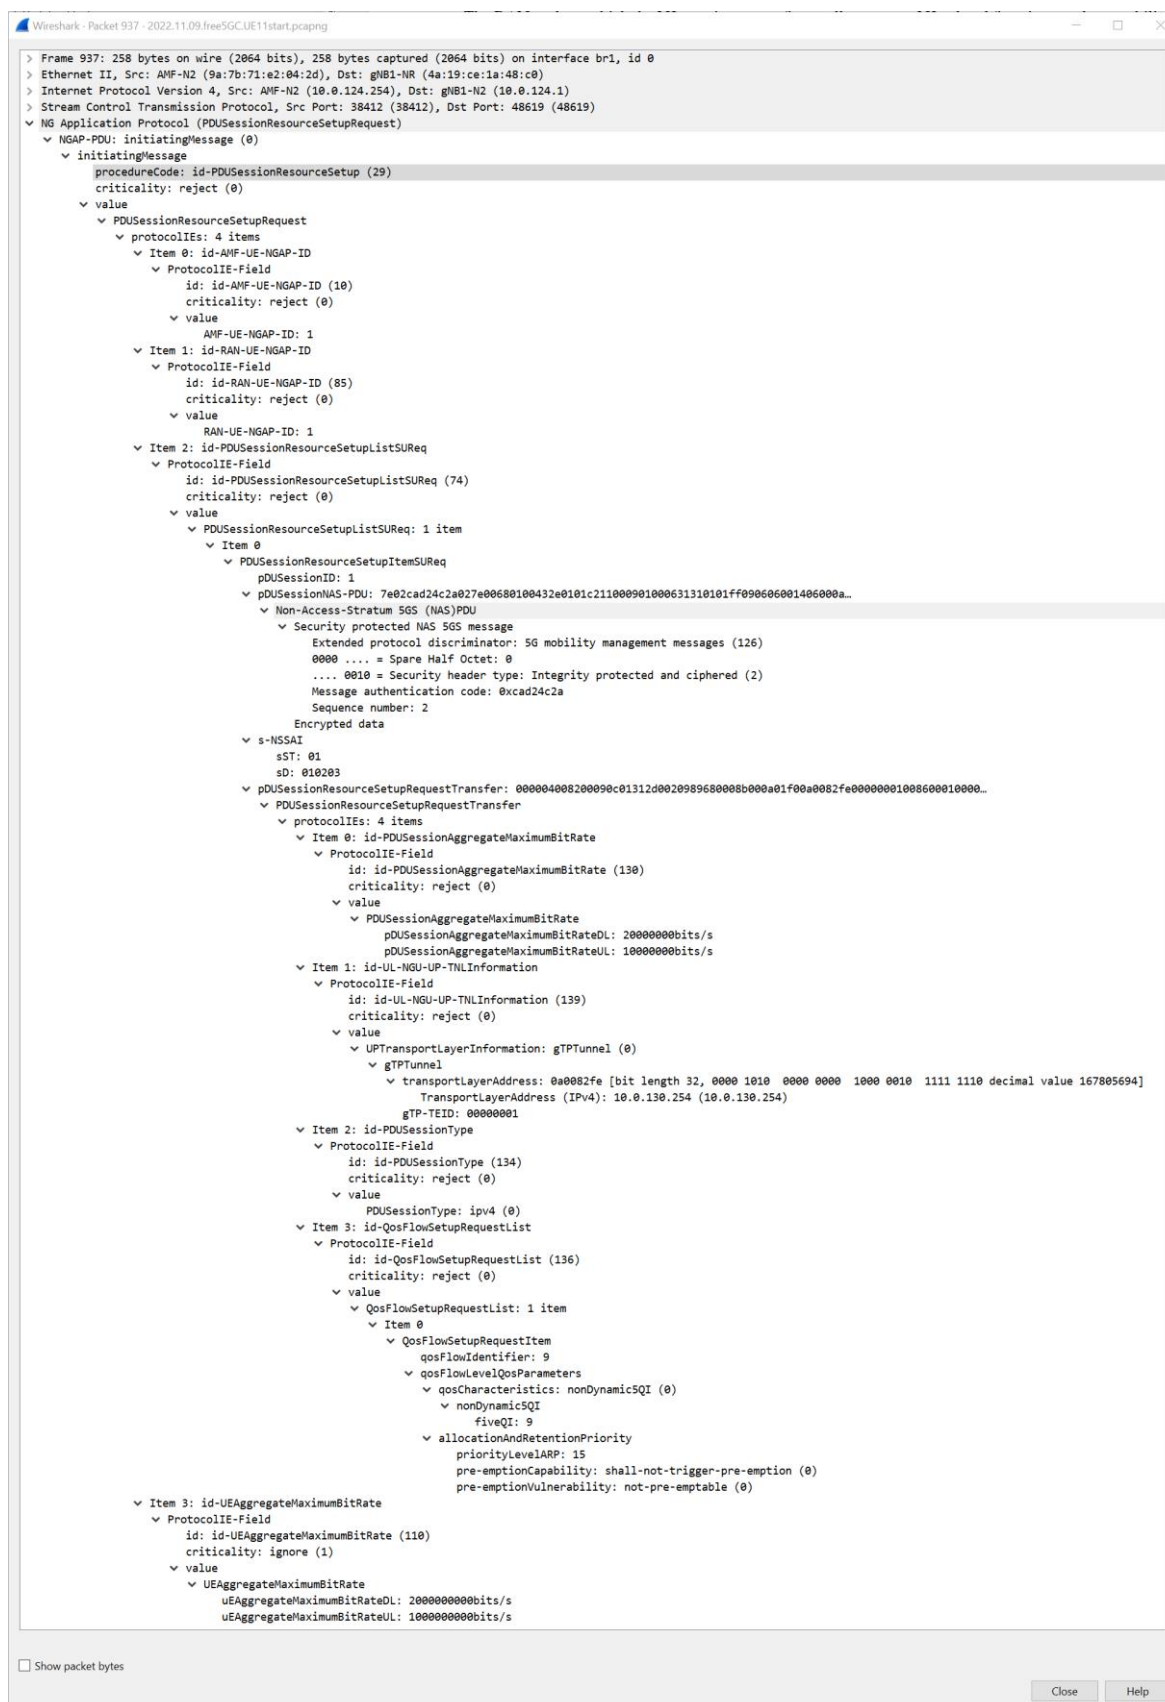 Wireshark · Packet 937 · 2022.11.09.free5GC.UE11start.pcapng
Frame 937: 258 bytes on wire (2064 bits), 258 bytes captured (2064 bits) on interface br1, id 0
Ethernet II, Src: AMF-N2 (9a:7b:71:e2:04:2d), Dst: gNB1-NR (4a:19:ce:1a:48:c0)
Internet Protocol Version 4, Src: AMF-N2 (10.0.124.254), Dst: gNB1-N2 (10.0.124.1)
Stream Control Transmission Protocol, Src Port: 38412 (38412), Dst Port: 48619 (48619)
NG Application Protocol (PDUSessionResourceSetupRequest)
NGAP-PDU: initiatingMessage (0)
initiatingMessage
procedureCode: id-PDUSessionResourceSetup (29)
criticality: reject (0)
value
PDUSessionResourceSetupRequest
protocolIEs: 4 items
Item 0: id-AMF-UE-NGAP-ID
ProtocolIE-Field
id: id-AMF-UE-NGAP-ID (10)
criticality: reject (0)
value
AMF-UE-NGAP-ID: 1
Item 1: id-RAN-UE-NGAP-ID
ProtocolIE-Field
id: id-RAN-UE-NGAP-ID (85)
criticality: reject (0)
value
RAN-UE-NGAP-ID: 1
Item 2: id-PDUSessionResourceSetupListSUReq
ProtocolIE-Field
id: id-PDUSessionResourceSetupListSUReq (74)
criticality: reject (0)
value
PDUSessionResourceSetupListSUReq: 1 item
Item 0
PDUSessionResourceSetupItemSUReq
pDUSessionID: 1
pDUSessionNAS-PDU: 7e02cad24c2a027e00680100432e0101c211000901000631310101ff090606001406000a…
Non-Access-Stratum 5GS (NAS)PDU
Security protected NAS 5GS message
Extended protocol discriminator: 5G mobility management messages (126)
0000 .... = Spare Half Octet: 0
.... 0010 = Security header type: Integrity protected and ciphered (2)
Message authentication code: 0xcad24c2a
Sequence number: 2
Encrypted data
s-NSSAI
sST: 01
sD: 010203
pDUSessionResourceSetupRequestTransfer: 000004008200090c01312d0020989680008b000a01f00a0082fe00000001008600010000…
PDUSessionResourceSetupRequestTransfer
protocolIEs: 4 items
Item 0: id-PDUSessionAggregateMaximumBitRate
ProtocolIE-Field
id: id-PDUSessionAggregateMaximumBitRate (130)
criticality: reject (0)
value
PDUSessionAggregateMaximumBitRate
pDUSessionAggregateMaximumBitRateDL: 20000000bits/s
pDUSessionAggregateMaximumBitRateUL: 10000000bits/s
Item 1: id-UL-NGU-UP-TNLInformation
ProtocolIE-Field
id: id-UL-NGU-UP-TNLInformation (139)
criticality: reject (0)
value
UPTransportLayerInformation: gTPTunnel (0)
gTPTunnel
transportLayerAddress: 0a0082fe [bit length 32, 0000 1010  0000 0000  1000 0010  1111 1110 decimal value 167805694]
TransportLayerAddress (IPv4): 10.0.130.254 (10.0.130.254)
gTP-TEID: 00000001
Item 2: id-PDUSessionType
ProtocolIE-Field
id: id-PDUSessionType (134)
criticality: reject (0)
value
PDUSessionType: ipv4 (0)
Item 3: id-QosFlowSetupRequestList
ProtocolIE-Field
id: id-QosFlowSetupRequestList (136)
criticality: reject (0)
value
QosFlowSetupRequestList: 1 item
Item 0
QosFlowSetupRequestItem
qosFlowIdentifier: 9
qosFlowLevelQosParameters
qosCharacteristics: nonDynamic5QI (0)
nonDynamic5QI
fiveQI: 9
allocationAndRetentionPriority
priorityLevelARP: 15
pre-emptionCapability: shall-not-trigger-pre-emption (0)
pre-emptionVulnerability: not-pre-emptable (0)
Item 3: id-UEAggregateMaximumBitRate
ProtocolIE-Field
id: id-UEAggregateMaximumBitRate (110)
criticality: ignore (1)
value
UEAggregateMaximumBitRate
uEAggregateMaximumBitRateDL: 2000000000bits/s
uEAggregateMaximumBitRateUL: 1000000000bits/s
Show packet bytes
Close Help